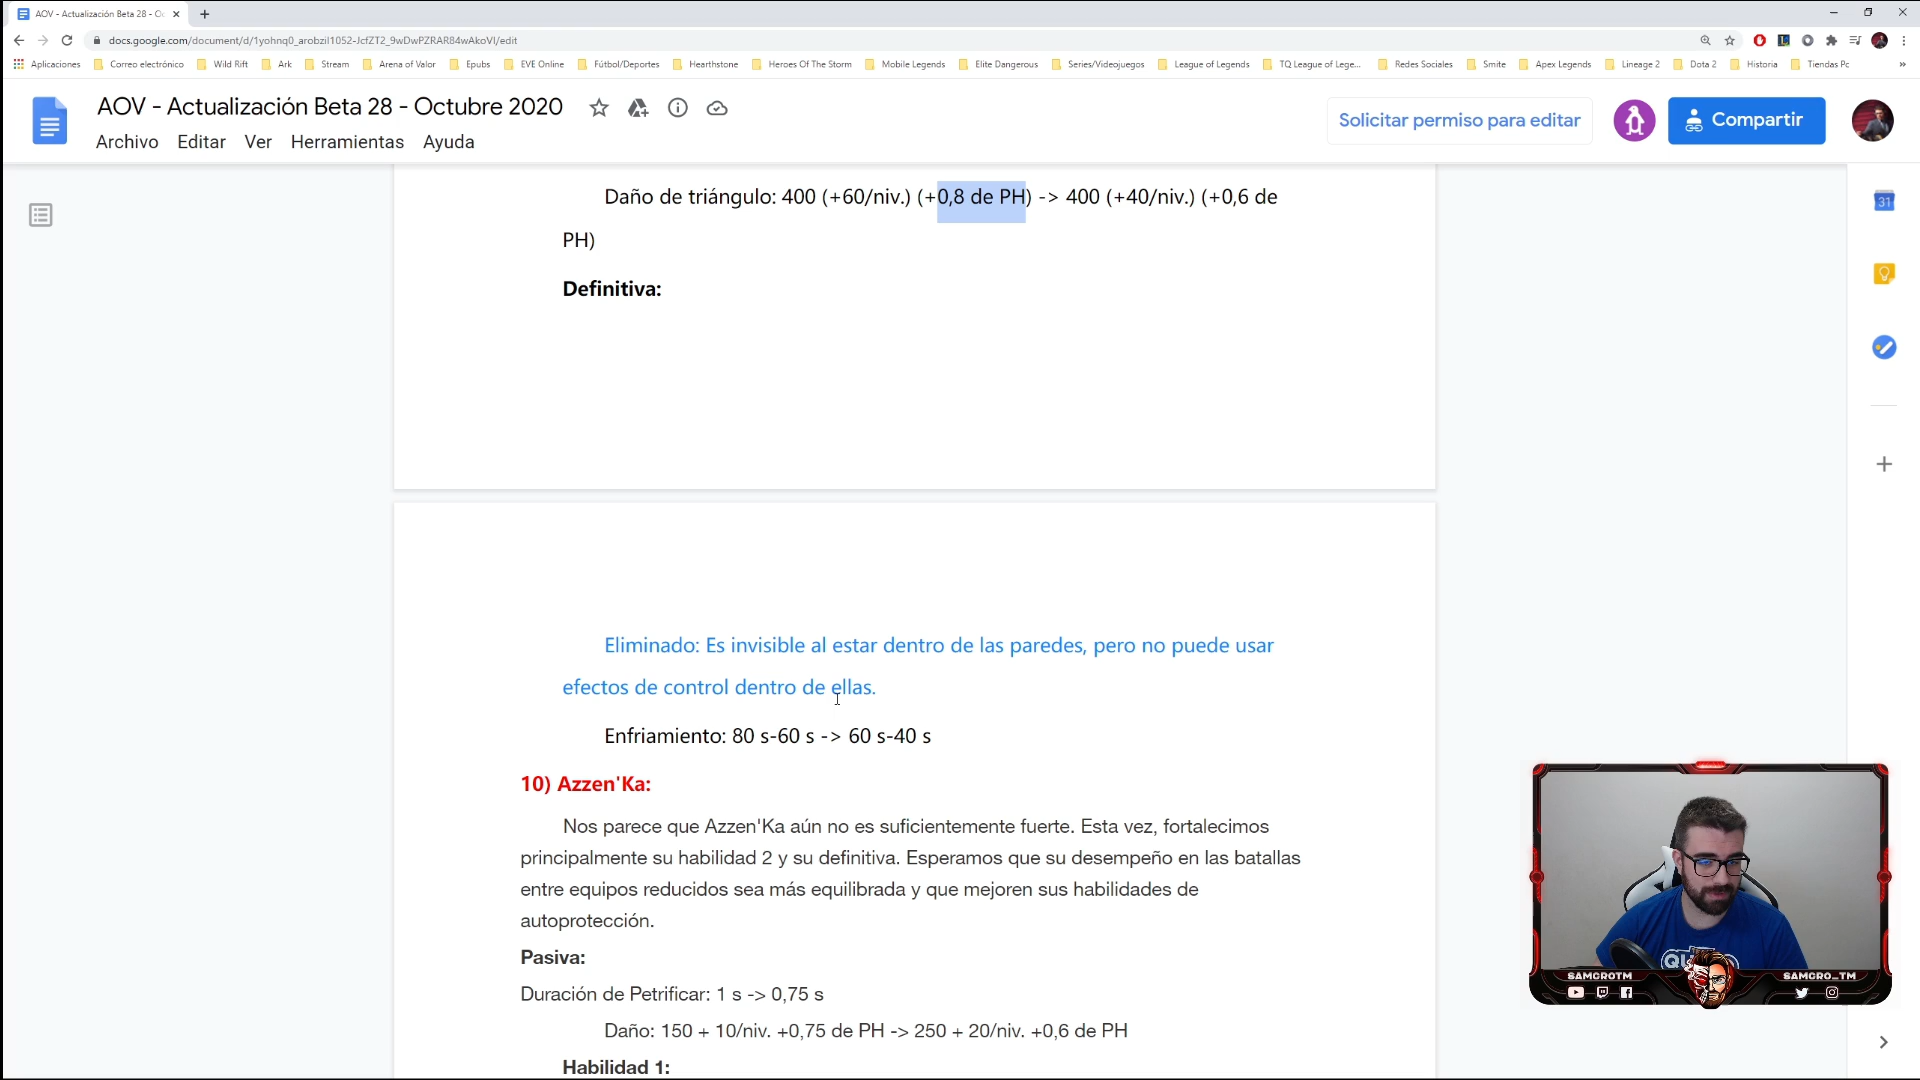 AOV - Actualización Beta 28 - Oc
docs.google.com/document/d/1yohnq0_arobzil1052-JcfZT2_9wDwPZRAR84wAkoVI/edit
Aplicaciones
Correo electrónico
Wild Rift
Ark
Stream
Arena of Valor
Epubs
EVE Online
Fútbol/Deportes
Hearthstone
Heroes Of The Storm
Mobile Legends
Elite Dangerous
Series/Videojuegos
League of Legends
TQ League of Lege...
Redes Sociales
Smite
Apex Legends
Lineage 2
Dota 2
Historia
Tiendas Pc
»
AOV - Actualización Beta 28 - Octubre 2020
Solicitar permiso para editar
Compartir
Archivo
Editar
Ver
Herramientas
Ayuda
Daño de triángulo: 400 (+60/niv.) (+0,8 de PH) -> 400 (+40/niv.) (+0,6 de
PH)
Definitiva:
31
Eliminado: Es invisible al estar dentro de las paredes, pero no puede usar
efectos de control dentro de ellas.
Enfriamiento: 80 s-60 s -> 60 s-40 s
10) Azzen'Ka:
Nos parece que Azzen'Ka aún no es suficientemente fuerte. Esta vez, fortalecimos
principalmente su habilidad 2 y su definitiva. Esperamos que su desempeño en las batallas
entre equipos reducidos sea más equilibrada y que mejoren sus habilidades de
autoprotección.
Pasiva:
Duración de Petrificar: 1 s -> 0,75 s
Daño: 150 + 10/niv. +0,75 de PH -> 250 + 20/niv. +0,6 de PH
Habilidad 1:
SAMCROTM
SAMCRO_TM